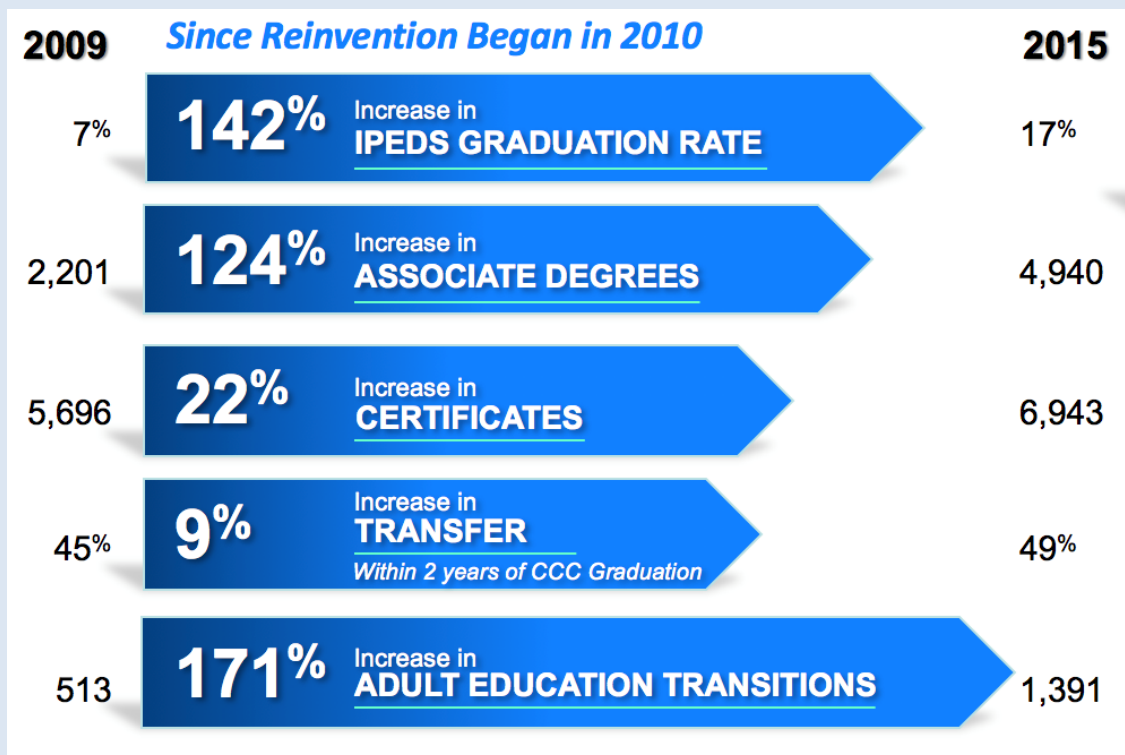 2009 Since Reinvention Began in 2010 2015
7% 142% Increase in 17%
IPEDS GRADUATION RATE
2,201 124% Increase in 4,940
ASSOCIATE DEGREES
5,696 22% Increase in 6,943
CERTIFICATES
45% 9% Increase in 49%
TRANSFER
Within 2 years of CCC Graduation
513 171% Increase in 1,391
ADULT EDUCATION TRANSITIONS